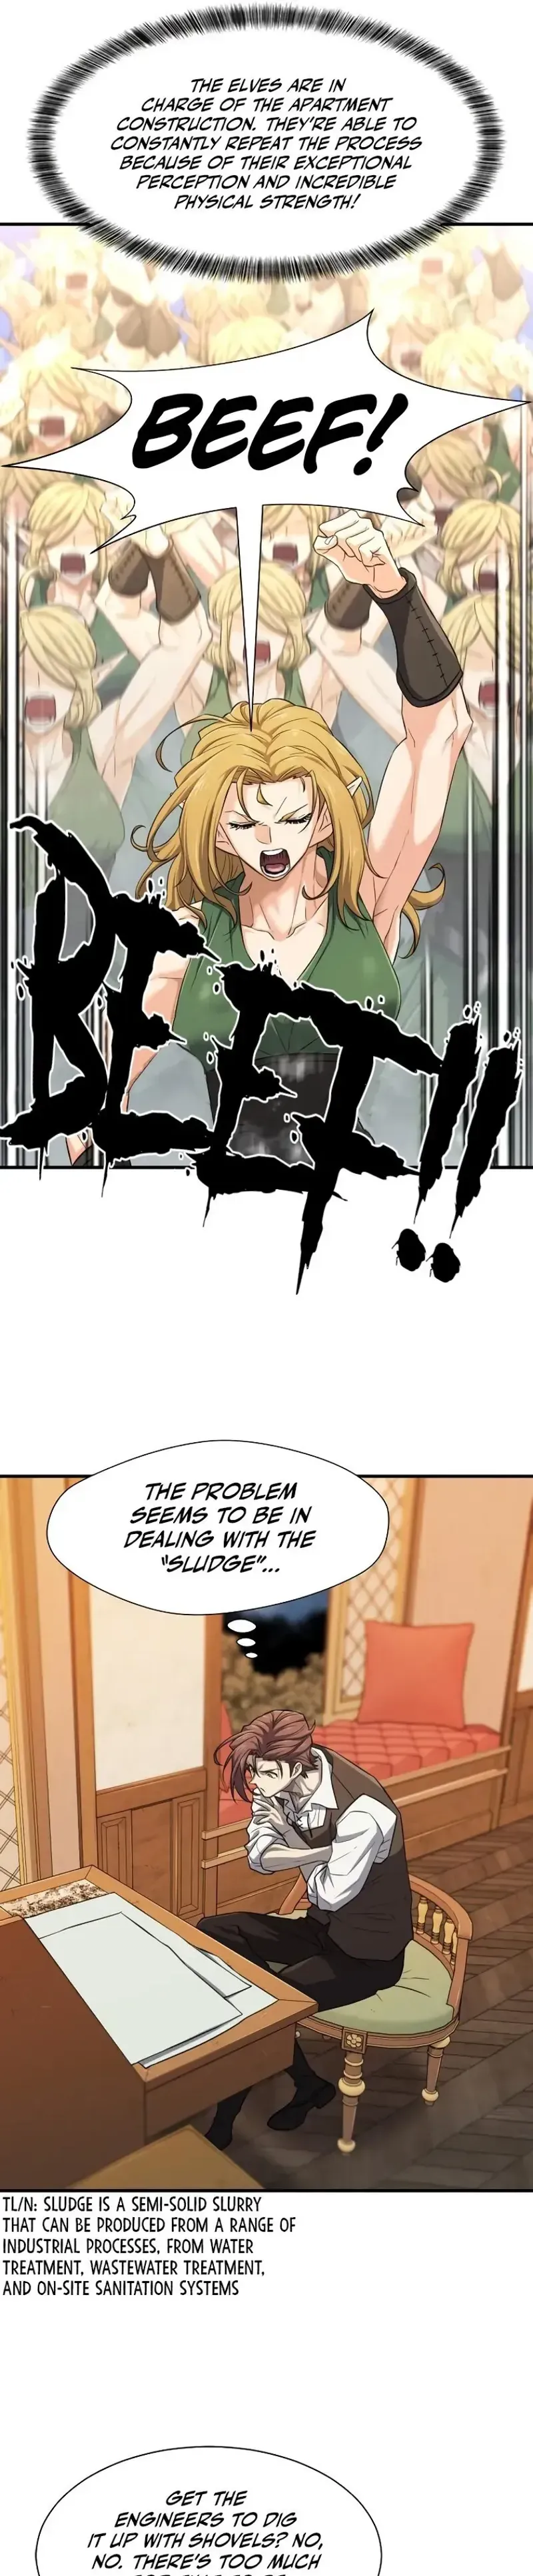 THE ELVES ARE IN
CHARGE OF THE APARTMENT
CONSTRUCTION. THEY'RE ABLE TO
CONSTANTLY REPEAT THE PROCESS
BECAUSE OF THEIR EXCEPTIONAL
PERCEPTION AND INCREDIBLE
PHYSICAL STRENGTH!
BEEF!
BEEF!!
THE PROBLEM
SEEMS TO BE IN
DEALING WITH THE
"SLUDGE"...
TL/N: SLUDGE IS A SEMI-SOLID SLURRY
THAT CAN BE PRODUCED FROM A RANGE OF
INDUSTRIAL PROCESSES, FROM WATER
TREATMENT, WASTEWATER TREATMENT,
AND ON-SITE SANITATION SYSTEMS
GET THE
ENGINEERS TO DIG
IT UP WITH SHOVELS? NO,
NO. THERE'S TOO MUCH